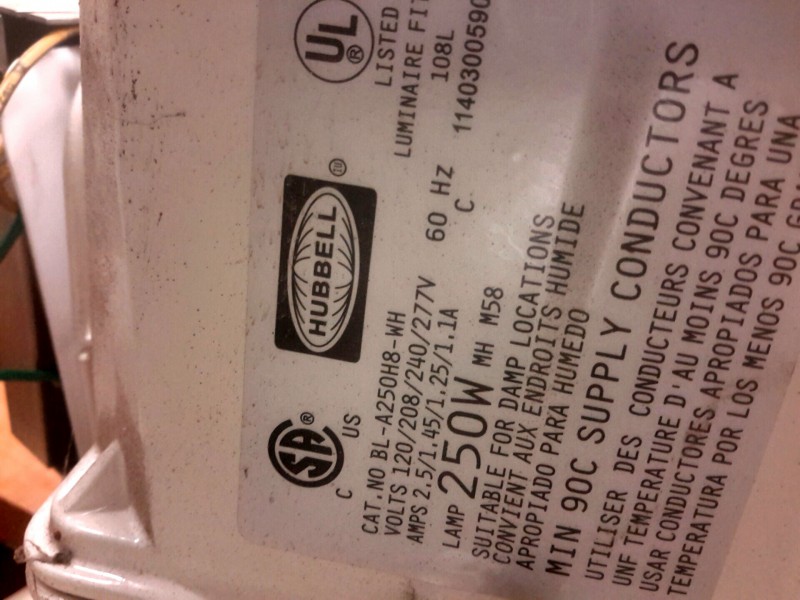 UL®
LISTED
LUMINAIRE
108L
HUBBELL
SA®
C US
CAT.NO BL-A250H8-WH
VOLTS 120/208/240/277V 60 Hz
AMPS 2.5/1.45/1.25/1.1A C 1140300590
LAMP 250W MH M58
SUITABLE FOR DAMP LOCATIONS
CONVIENT AUX ENDROITS HUMIDE
APROPIADO PARA HUMEDO
MIN 90C SUPPLY CONDUCTORS
UTILISER DES CONDUCTEURS CONVENANT A
UNF TEMPERATURE D'AU MOINS 90C DEGRES
USAR CONDUCTORES APROPIADOS PARA UNA
TEMPERATURA POR LOS MENOS 90C